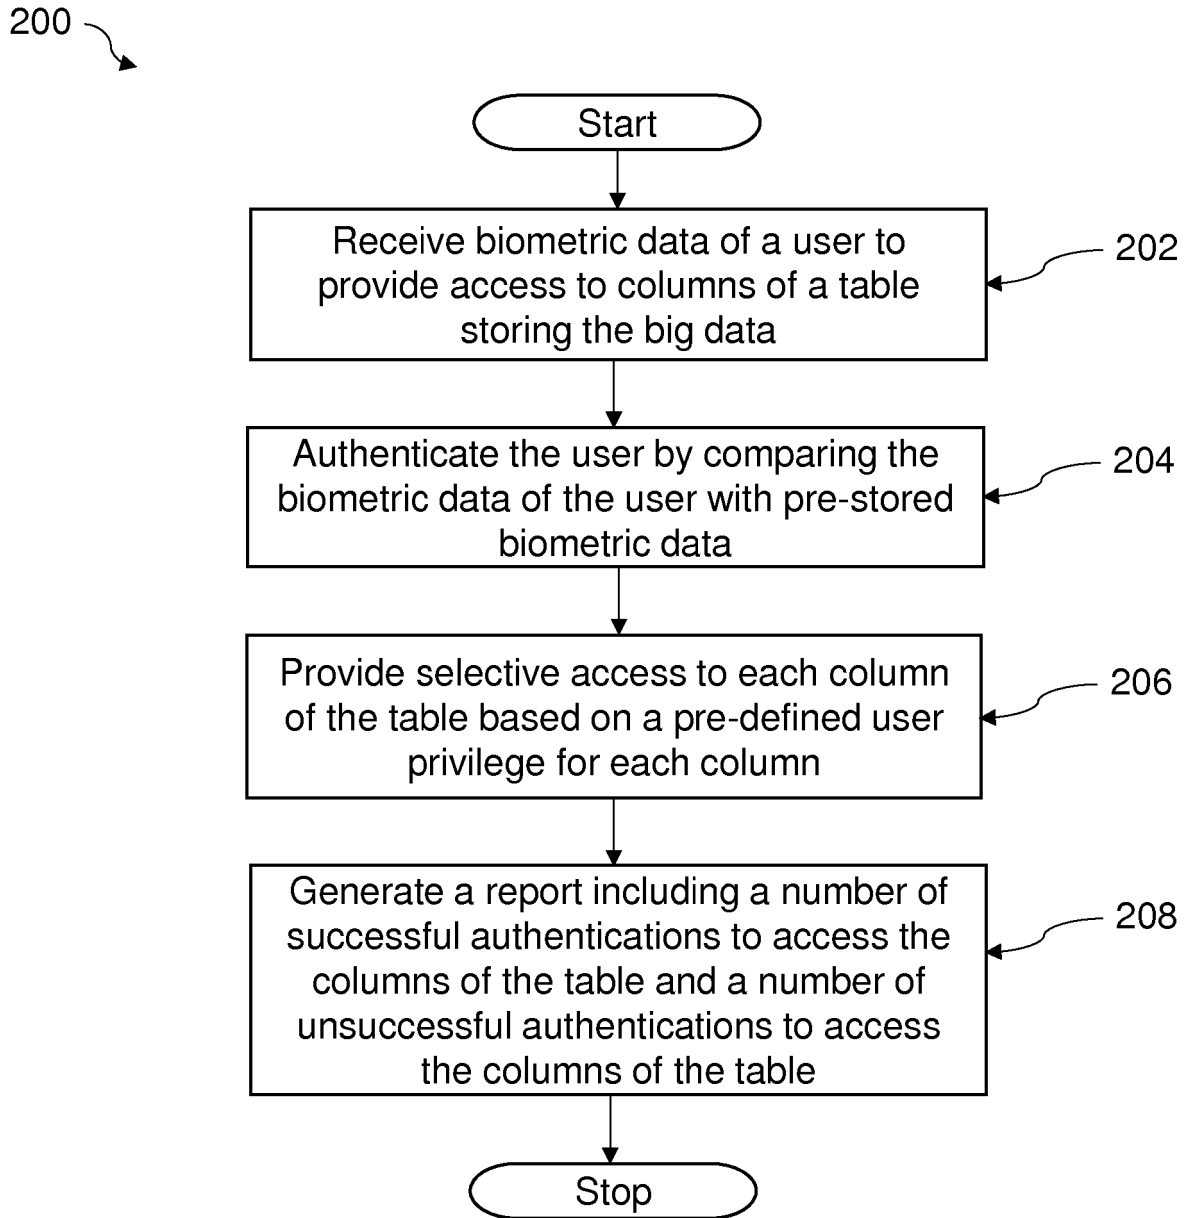 200
Start
Receive biometric data of a user to
provide access to columns of a table
storing the big data
202
Authenticate the user by comparing the
biometric data of the user with pre-stored
biometric data
204
Provide selective access to each column
of the table based on a pre-defined user
privilege for each column
206
Generate a report including a number of
successful authentications to access the
columns of the table and a number of
unsuccessful authentications to access
the columns of the table
208
Stop